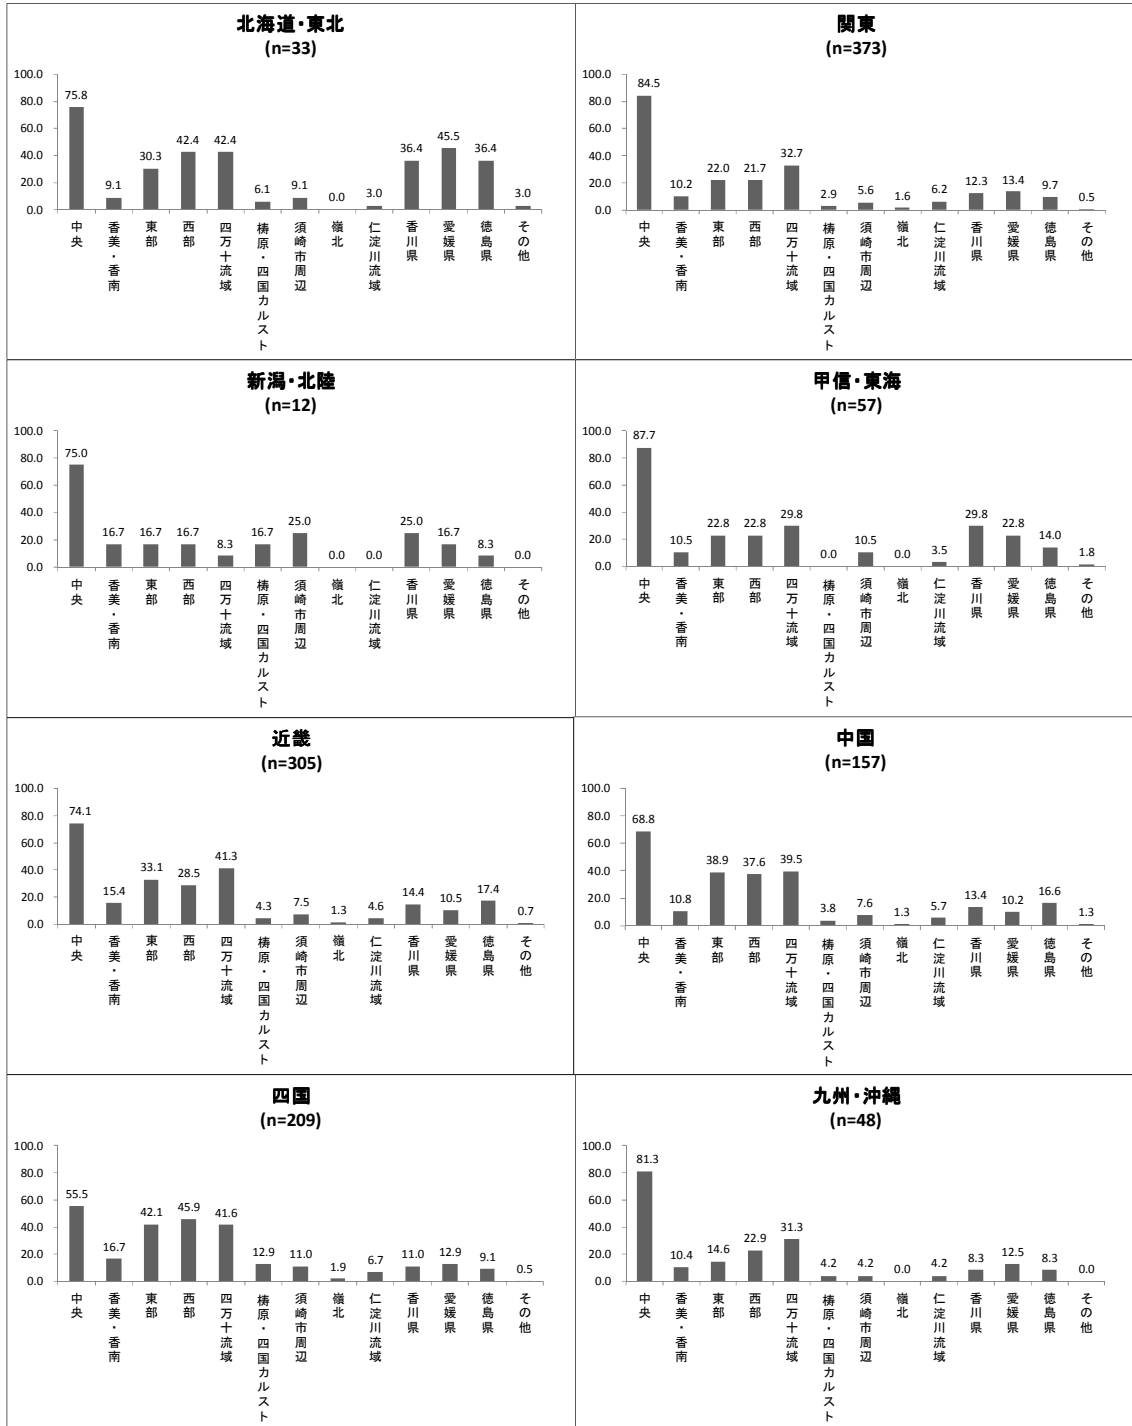 北海道・東北
(n=33)
100.0
80.0
60.0
40.0
20.0
0.0
75.8
9.1
30.3
42.4
42.4
6.1
9.1
0.0
3.0
36.4
45.5
36.4
3.0
中央
香美・香南
東部
西部
四万十流域
梼原・四国カルスト
須崎市周辺
嶺北
仁淀川流域
香川県
愛媛県
徳島県
その他
関東
(n=373)
100.0
80.0
60.0
40.0
20.0
0.0
84.5
10.2
22.0
21.7
32.7
2.9
5.6
1.6
6.2
12.3
13.4
9.7
0.5
中央
香美・香南
東部
西部
四万十流域
梼原・四国カルスト
須崎市周辺
嶺北
仁淀川流域
香川県
愛媛県
徳島県
その他
新潟・北陸
(n=12)
100.0
80.0
60.0
40.0
20.0
0.0
75.0
16.7
16.7
16.7
8.3
16.7
25.0
0.0
0.0
25.0
16.7
8.3
0.0
中央
香美・香南
東部
西部
四万十流域
梼原・四国カルスト
須崎市周辺
嶺北
仁淀川流域
香川県
愛媛県
徳島県
その他
甲信・東海
(n=57)
100.0
80.0
60.0
40.0
20.0
0.0
87.7
10.5
22.8
22.8
29.8
0.0
10.5
0.0
3.5
29.8
22.8
14.0
1.8
中央
香美・香南
東部
西部
四万十流域
梼原・四国カルスト
須崎市周辺
嶺北
仁淀川流域
香川県
愛媛県
徳島県
その他
近畿
(n=305)
100.0
80.0
60.0
40.0
20.0
0.0
74.1
15.4
33.1
28.5
41.3
4.3
7.5
1.3
4.6
14.4
10.5
17.4
0.7
中央
香美・香南
東部
西部
四万十流域
梼原・四国カルスト
須崎市周辺
嶺北
仁淀川流域
香川県
愛媛県
徳島県
その他
中国
(n=157)
100.0
80.0
60.0
40.0
20.0
0.0
68.8
10.8
38.9
37.6
39.5
3.8
7.6
1.3
5.7
13.4
10.2
16.6
1.3
中央
香美・香南
東部
西部
四万十流域
梼原・四国カルスト
須崎市周辺
嶺北
仁淀川流域
香川県
愛媛県
徳島県
その他
四国
(n=209)
100.0
80.0
60.0
40.0
20.0
0.0
55.5
16.7
42.1
45.9
41.6
12.9
11.0
1.9
6.7
11.0
12.9
9.1
0.5
中央
香美・香南
東部
西部
四万十流域
梼原・四国カルスト
須崎市周辺
嶺北
仁淀川流域
香川県
愛媛県
徳島県
その他
九州・沖縄
(n=48)
100.0
80.0
60.0
40.0
20.0
0.0
81.3
10.4
14.6
22.9
31.3
4.2
4.2
0.0
4.2
8.3
12.5
8.3
0.0
中央
香美・香南
東部
西部
四万十流域
梼原・四国カルスト
須崎市周辺
嶺北
仁淀川流域
香川県
愛媛県
徳島県
その他